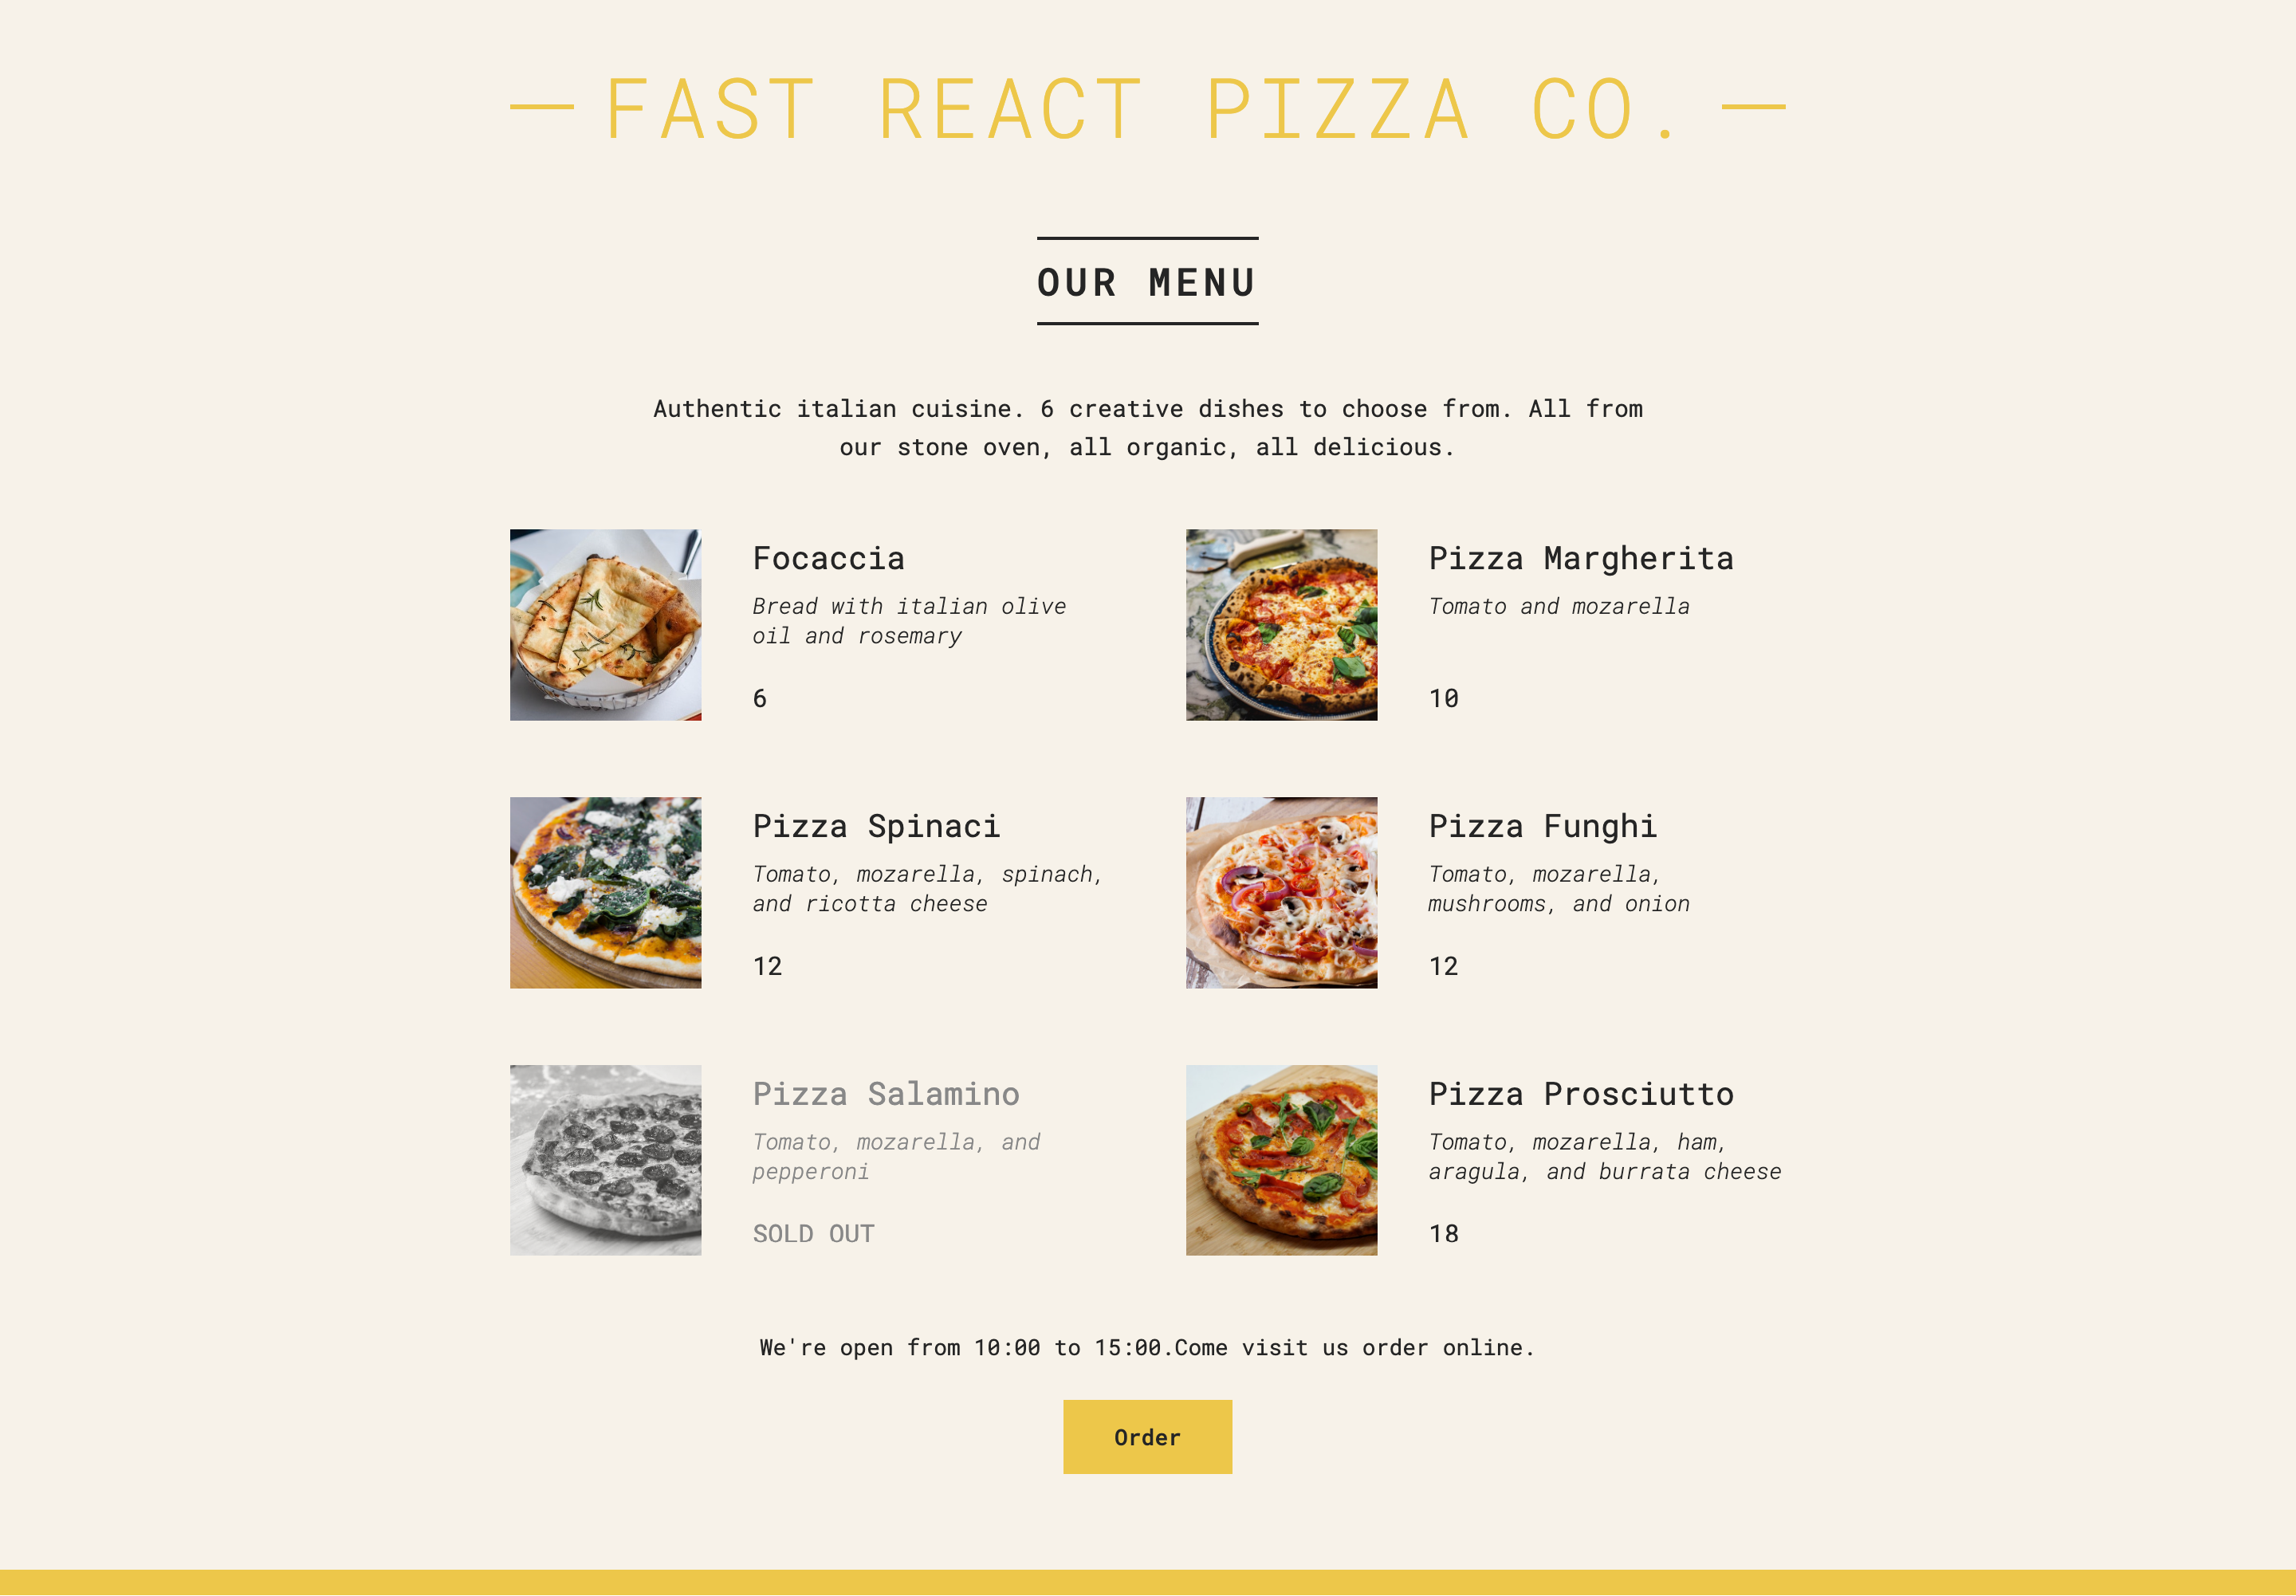 FAST REACT PIZZA CO.
OUR MENU
Authentic italian cuisine. 6 creative dishes to choose from. All from
our stone oven, all organic, all delicious.
Focaccia
Bread with italian olive
oil and rosemary
6
Pizza Margherita
Tomato and mozarella
10
Pizza Spinaci
Tomato, mozarella, spinach,
and ricotta cheese
12
Pizza Funghi
Tomato, mozarella,
mushrooms, and onion
12
Pizza Salamino
Tomato, mozarella, and
pepperoni
SOLD OUT
Pizza Prosciutto
Tomato, mozarella, ham,
aragula, and burrata cheese
18
We're open from 10:00 to 15:00.Come visit us order online.
Order